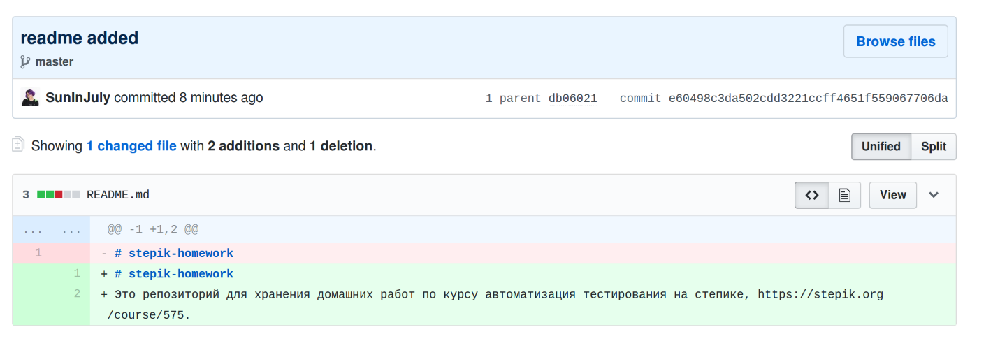 readme added
Browse files
master
SunInJuly committed 8 minutes ago
1 parent db06021 commit e60498c3da502cdd3221ccff4651f559067706da
Showing 1 changed file with 2 additions and 1 deletion.
Unified Split
3 README.md
<> View
... ... @@ -1 +1,2 @@
1 - # stepik-homework
1 + # stepik-homework
2 + Это репозиторий для хранения домашних работ по курсу автоматизация тестирования на степике, https://stepik.org
/course/575.